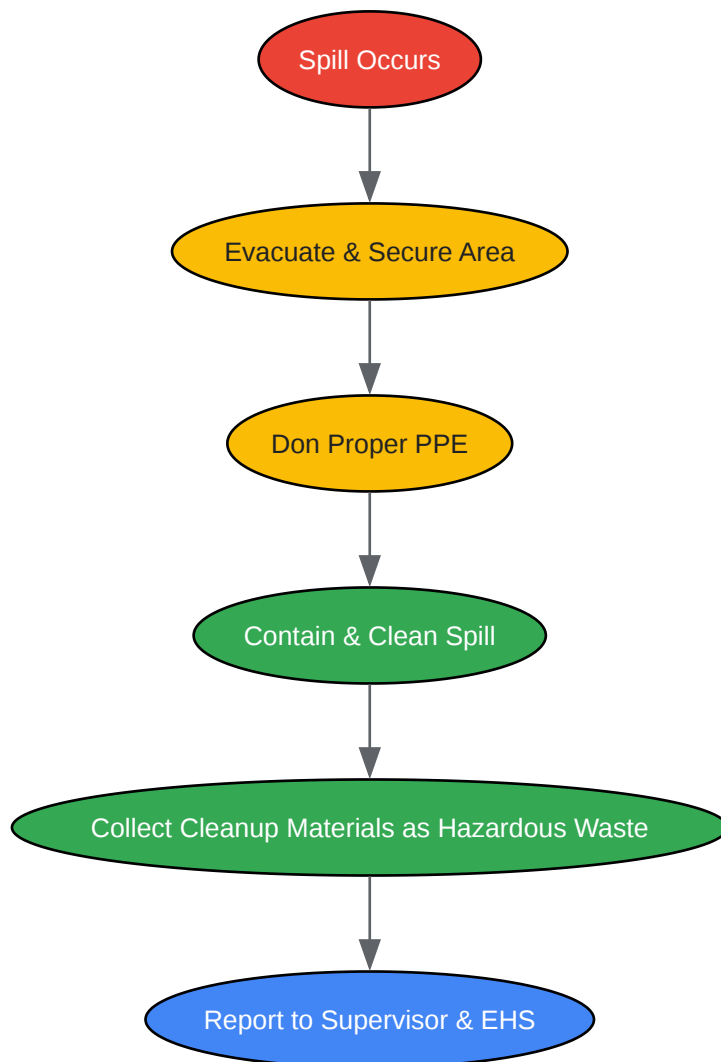 Spill Occurs
Evacuate & Secure Area
Don Proper PPE
Contain & Clean Spill
Collect Cleanup Materials as Hazardous Waste
Report to Supervisor & EHS